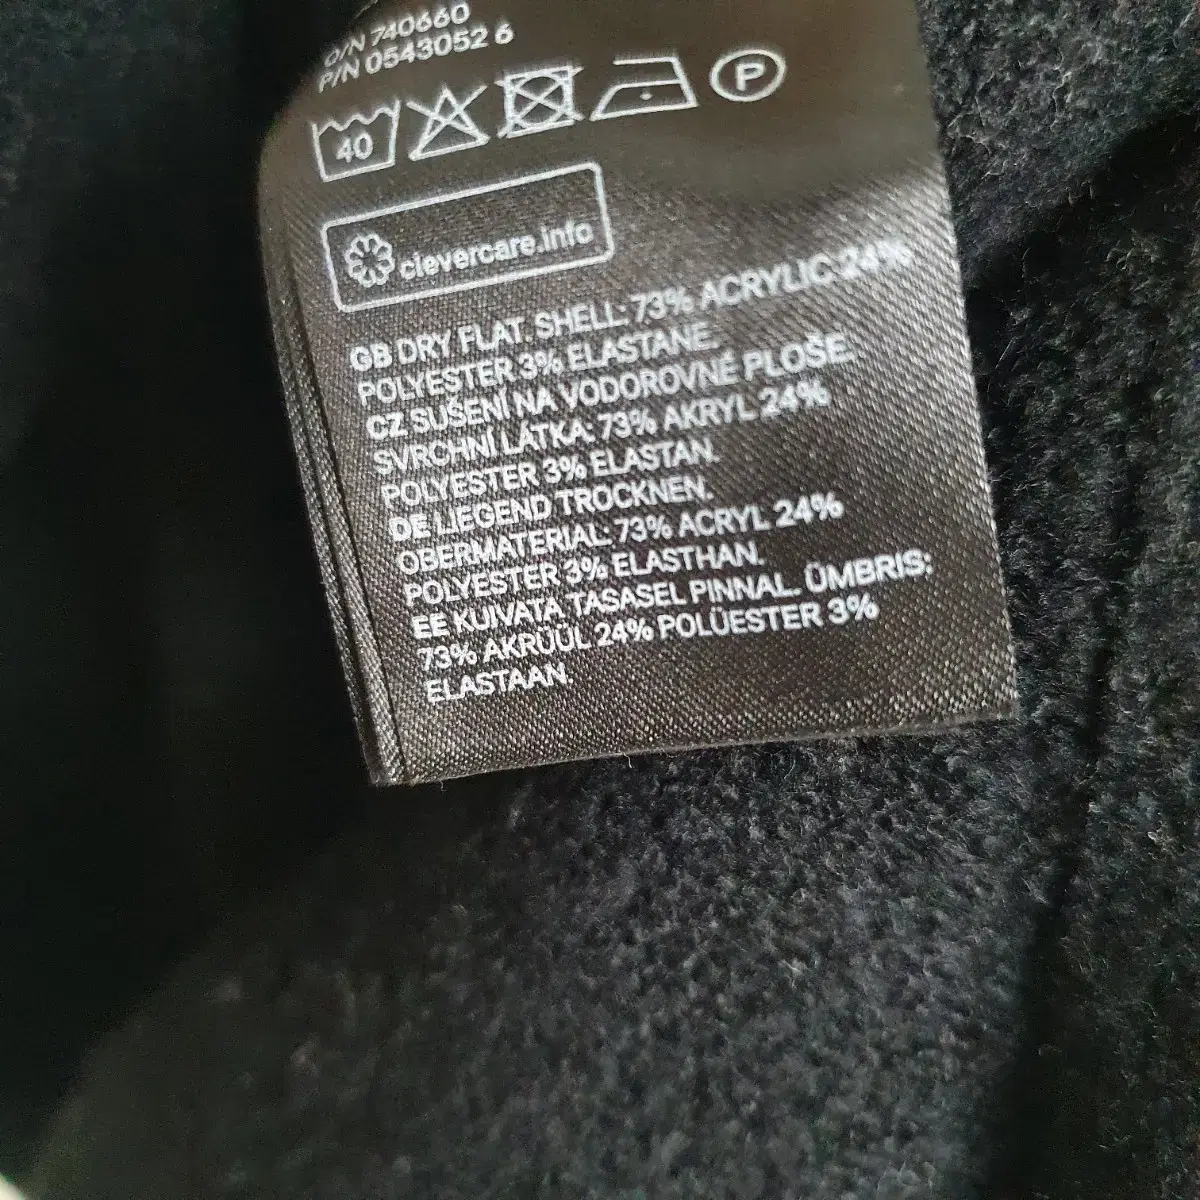 O/N 740660
P/N 0543052 6
40
P
clevercare.info
GB DRY FLAT. SHELL: 73% ACRYLIC 24%
POLYESTER 3% ELASTANE.
CZ SUŠENÍ NA VODOROVNÉ PLOŠE.
SVRCHNÍ LÁTKA: 73% AKRYL 24%
POLYESTER 3% ELASTAN.
DE LIEGEND TROCKNEN.
OBERMATERIAL: 73% ACRYL 24%
POLYESTER 3% ELASTHAN.
EE KUIVATA TASASEL PINNAL. ÜMBRIS:
73% AKRÜÜL 24% POLÜESTER 3%
ELASTAAN.